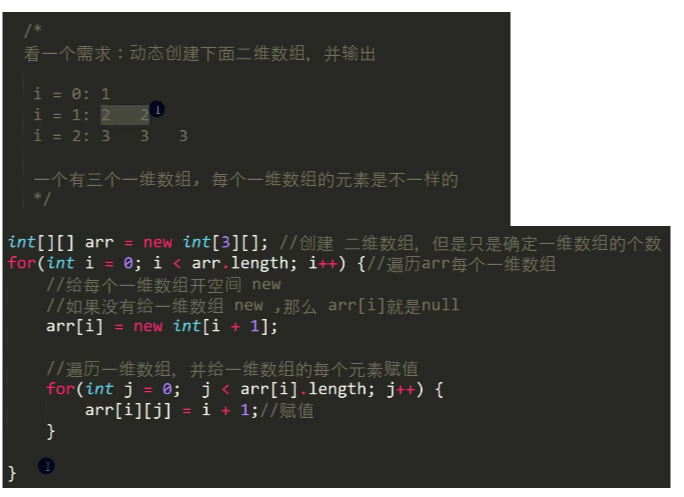 /*
看一个需求：动态创建下面二维数组，并输出
i = 0: 1
i = 1: 2 2
i = 2: 3 3 3
一个有三个一维数组，每个一维数组的元素是不一样的
*/
int[][] arr = new int[3][]; //创建 二维数组，但是只是确定一维数组的个数
for(int i = 0; i < arr.length; i++) {//遍历arr每个一维数组
//给每个一维数组开空间 new
//如果没有给一维数组 new ,那么 arr[i]就是null
arr[i] = new int[i + 1];
//遍历一维数组，并给一维数组的每个元素赋值
for(int j = 0; j < arr[i].length; j++) {
arr[i][j] = i + 1;//赋值
}
}